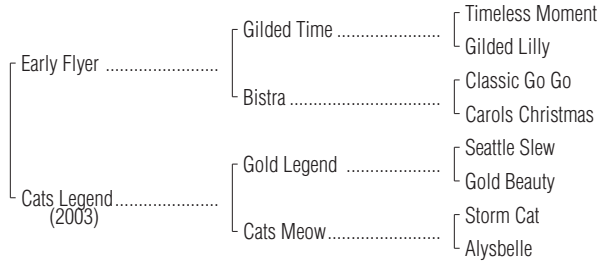 Timeless Moment
Gilded Time ........................
Gilded Lilly
Early Flyer ..........................
Classic Go Go
Bistra ...................................
Carols Christmas
Seattle Slew
Gold Legend ......................
Gold Beauty
Cats Legend........................
(2003)
Storm Cat
Cats Meow..........................
Alysbelle